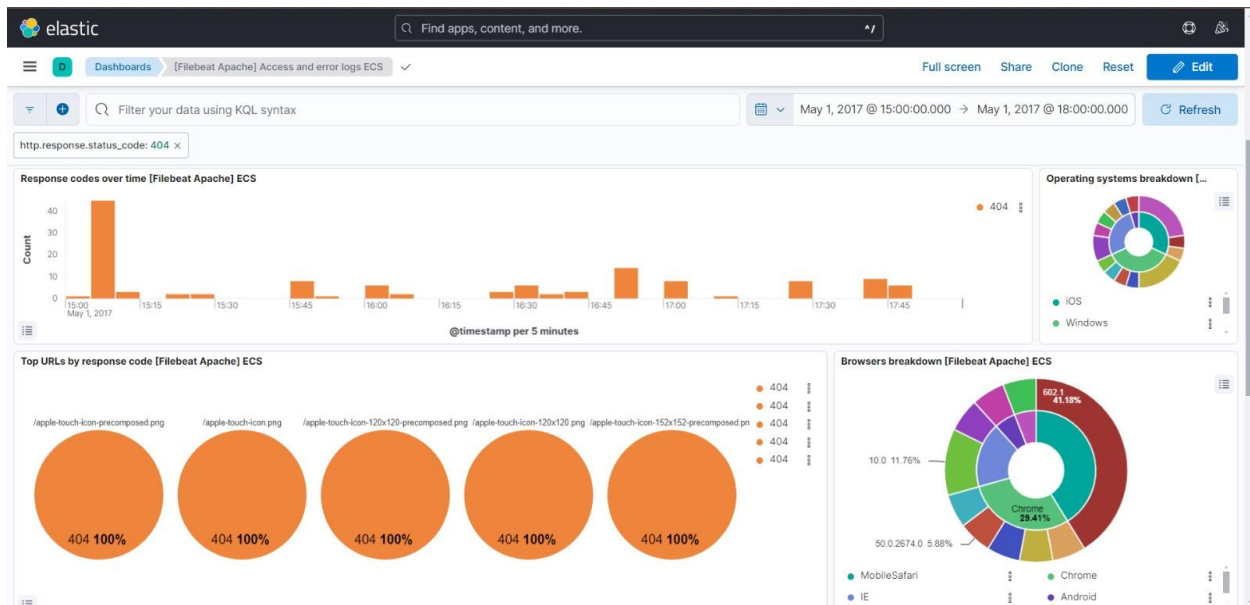 elastic
Find apps, content, and more.
^/
D
Dashboards
[Filebeat Apache] Access and error logs ECS
Full screen
Share
Clone
Reset
Edit
Filter your data using KQL syntax
May 1, 2017 @ 15:00:00.000 → May 1, 2017 @ 18:00:00.000
Refresh
http.response.status_code: 404 ×
Response codes over time [Filebeat Apache] ECS
Count
40
30
20
10
0
15:00
May 1, 2017
15:15
15:30
15:45
16:00
16:15
16:30
16:45
17:00
17:15
17:30
17:45
@timestamp per 5 minutes
404
Operating systems breakdown [...
iOS
Windows
Top URLs by response code [Filebeat Apache] ECS
/apple-touch-icon-precomposed.png
/apple-touch-icon.png
/apple-touch-icon-120x120-precomposed.png
/apple-touch-icon-120x120.png
/apple-touch-icon-152x152-precomposed.pn
404 100%
404 100%
404 100%
404 100%
404 100%
404
404
404
404
404
Browsers breakdown [Filebeat Apache] ECS
602.1
41.18%
10.0 11.76%
Chrome
29.41%
50.0.2674.0 5.88%
MobileSafari
Chrome
IE
Android